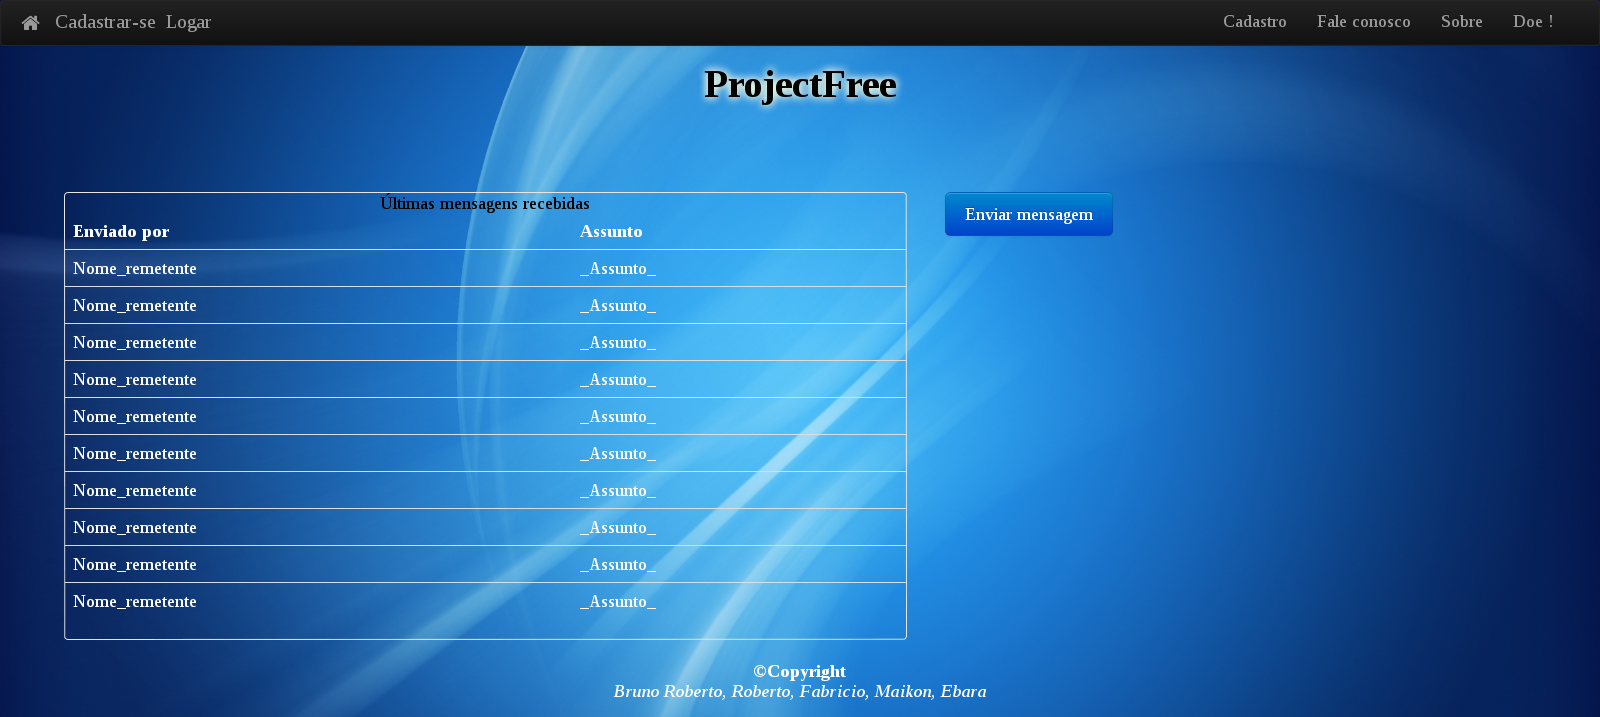 Cadastrar-se Logar Cadastro Fale conosco Sobre Doe !
ProjectFree
Últimas mensagens recebidas
Enviado por Assunto
Nome_remetente _Assunto_
Nome_remetente _Assunto_
Nome_remetente _Assunto_
Nome_remetente _Assunto_
Nome_remetente _Assunto_
Nome_remetente _Assunto_
Nome_remetente _Assunto_
Nome_remetente _Assunto_
Nome_remetente _Assunto_
Nome_remetente _Assunto_
Enviar mensagem
©Copyright
Bruno Roberto, Roberto, Fabricio, Maikon, Ebara